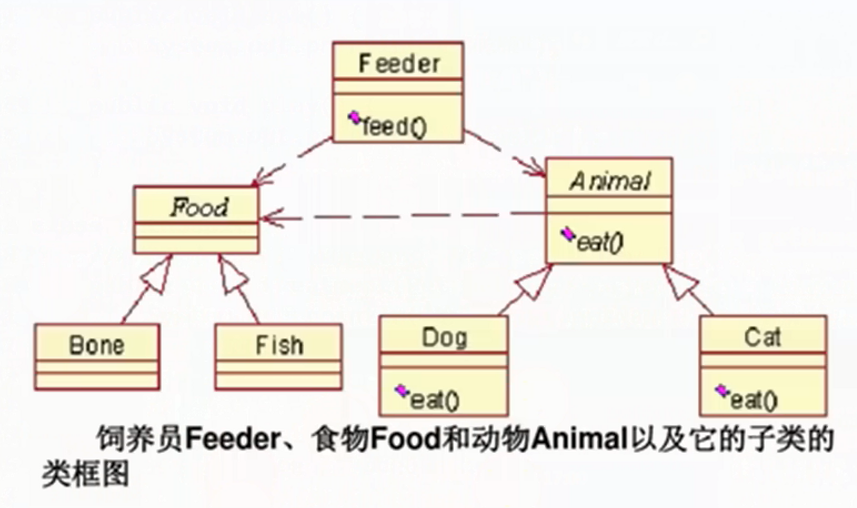 Feeder
feed()
Food
Animal
eat()
Bone
Fish
Dog
Cat
eat()
eat()
饲养员Feeder、食物Food和动物Animal以及它的子类的
类框图